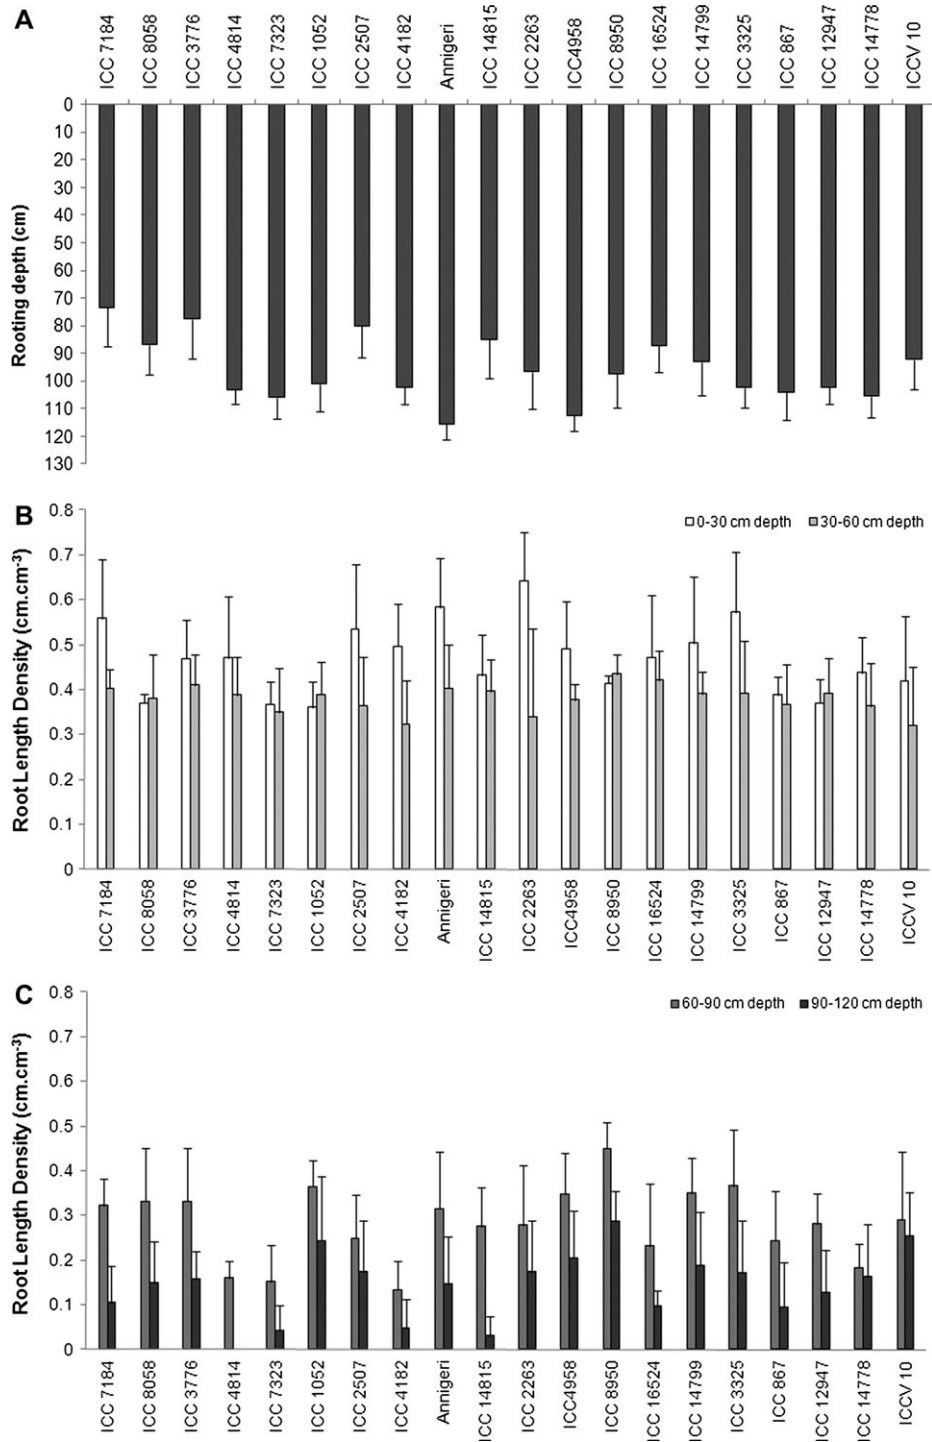 A
ICC 7184 ICC 8058 ICC 3776 ICC4814 ICC 7323 ICC 1052 ICC 2507 ICC 4182 Annigeri ICC 14815 ICC 2263 ICC4958 ICC 8950 ICC 16524 ICC 14799 ICC 3325 ICC 867 ICC 12947 ICC 14778 ICCV 10
Rooting depth (cm)
0
10
20
30
40
50
60
70
80
90
100
110
120
130
B
0-30 cm depth 30-60 cm depth
Root Length Density (cm.cm-3)
0.8
0.7
0.6
0.5
0.4
0.3
0.2
0.1
0
ICC 7184 ICC 8058 ICC 3776 ICC 4814 ICC 7323 ICC 1052 ICC 2507 ICC 4182 Annigeri ICC 14815 ICC 2263 ICC4958 ICC 8950 ICC 16524 ICC 14799 ICC 3325 ICC 867 ICC 12947 ICC 14778 ICCV 10
C
60-90 cm depth 90-120 cm depth
Root Length Density (cm.cm-3)
0.8
0.7
0.6
0.5
0.4
0.3
0.2
0.1
0
ICC 7184 ICC 8058 ICC 3776 ICC 4814 ICC 7323 ICC 1052 ICC 2507 ICC 4182 Annigeri ICC 14815 ICC 2263 ICC4958 ICC 8950 ICC 16524 ICC 14799 ICC 3325 ICC 867 ICC 12947 ICC 14778 ICCV 10